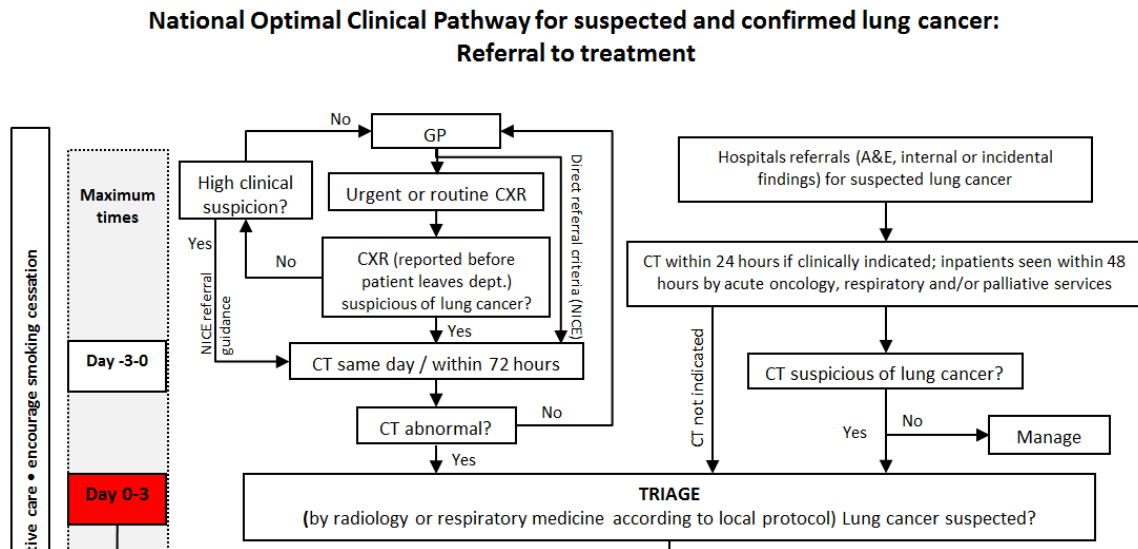 National Optimal Clinical Pathway for suspected and confirmed lung cancer:
Referral to treatment
No
GP
Hospitals referrals (A&E, internal or incidental
findings) for suspected lung cancer
Maximum
times
High clinical
suspicion?
Urgent or routine CXR
Direct referral criteria (NICE)
Yes
No
CXR (reported before
patient leaves dept.)
suspicious of lung cancer?
CT within 24 hours if clinically indicated; inpatients seen within 48
hours by acute oncology, respiratory and/or palliative services
NICE referral
guidance
Yes
Day -3-0
CT same day / within 72 hours
CT suspicious of lung cancer?
CT not indicated
No
CT abnormal?
Yes
No
Manage
Yes
Day 0-3
TRIAGE
(by radiology or respiratory medicine according to local protocol) Lung cancer suspected?
tive care • encourage smoking cessation